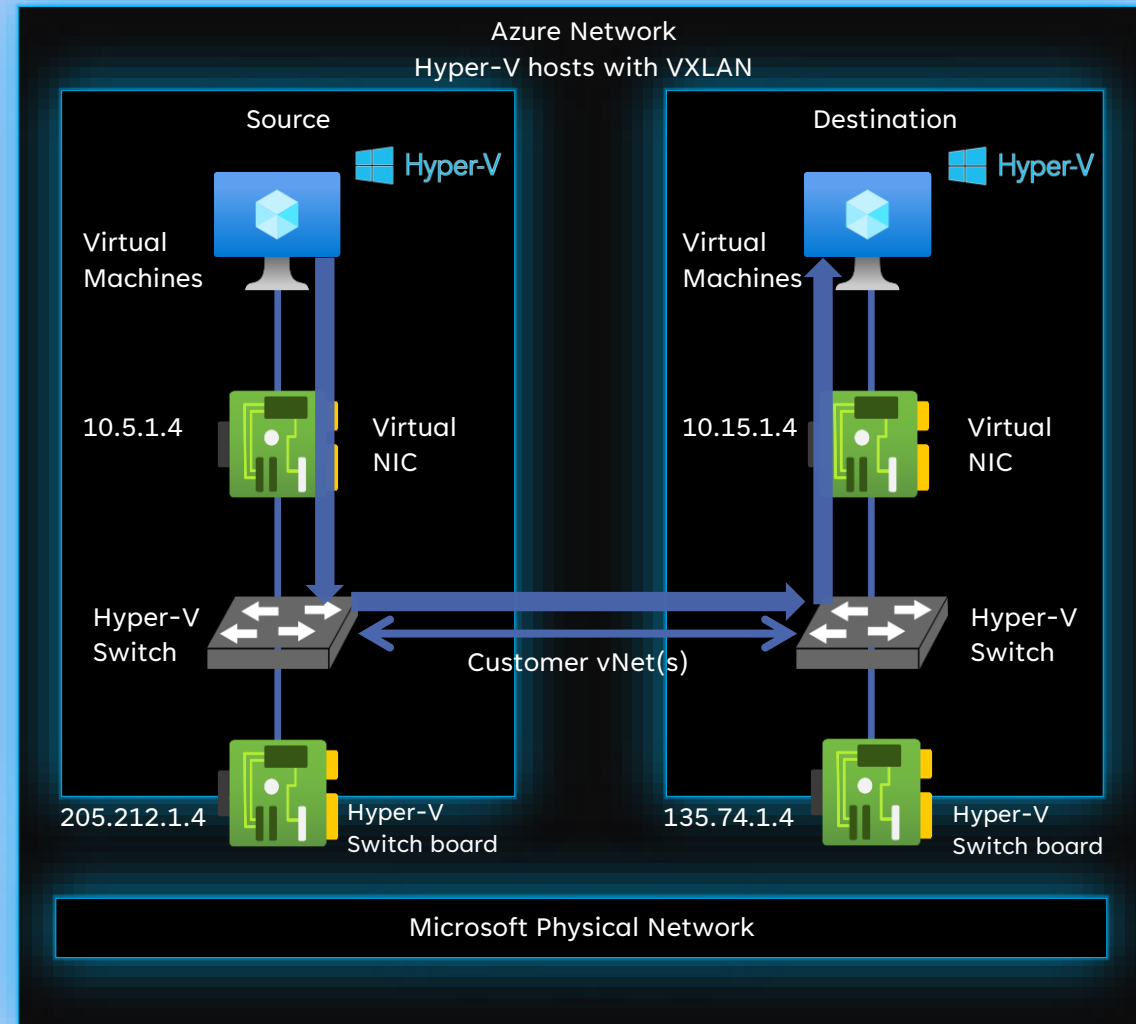 Azure Network
Hyper-V hosts with VXLAN
Source
Hyper-V
Virtual
Machines
10.5.1.4
Virtual
NIC
Hyper-V
Switch
205.212.1.4
Hyper-V
Switch board
Customer vNet(s)
Destination
Hyper-V
Virtual
Machines
10.15.1.4
Virtual
NIC
Hyper-V
Switch
135.74.1.4
Hyper-V
Switch board
Microsoft Physical Network